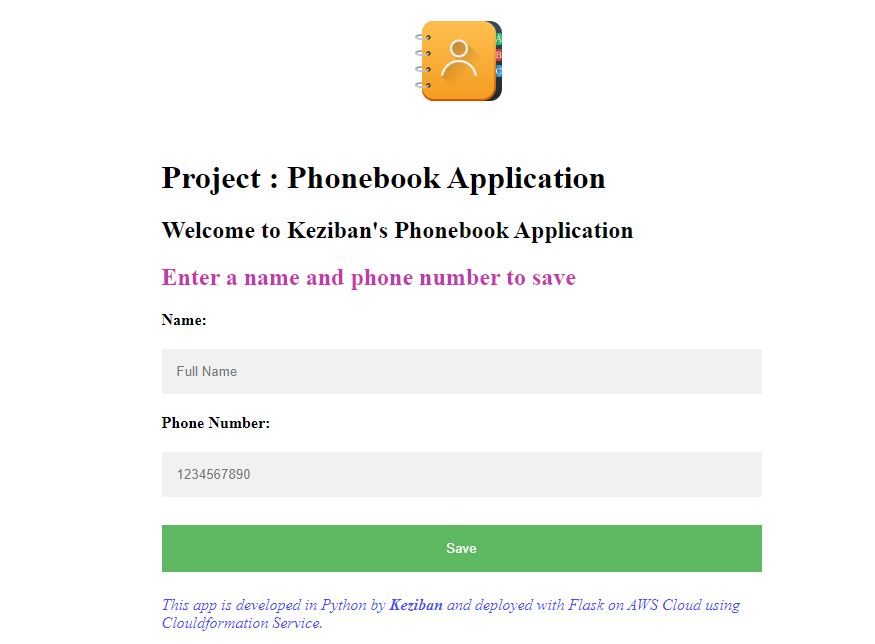 A
B
C
Project : Phonebook Application
Welcome to Keziban's Phonebook Application
Enter a name and phone number to save
Name:
Full Name
Phone Number:
1234567890
Save
This app is developed in Python by Keziban and deployed with Flask on AWS Cloud using
Clouldformation Service.